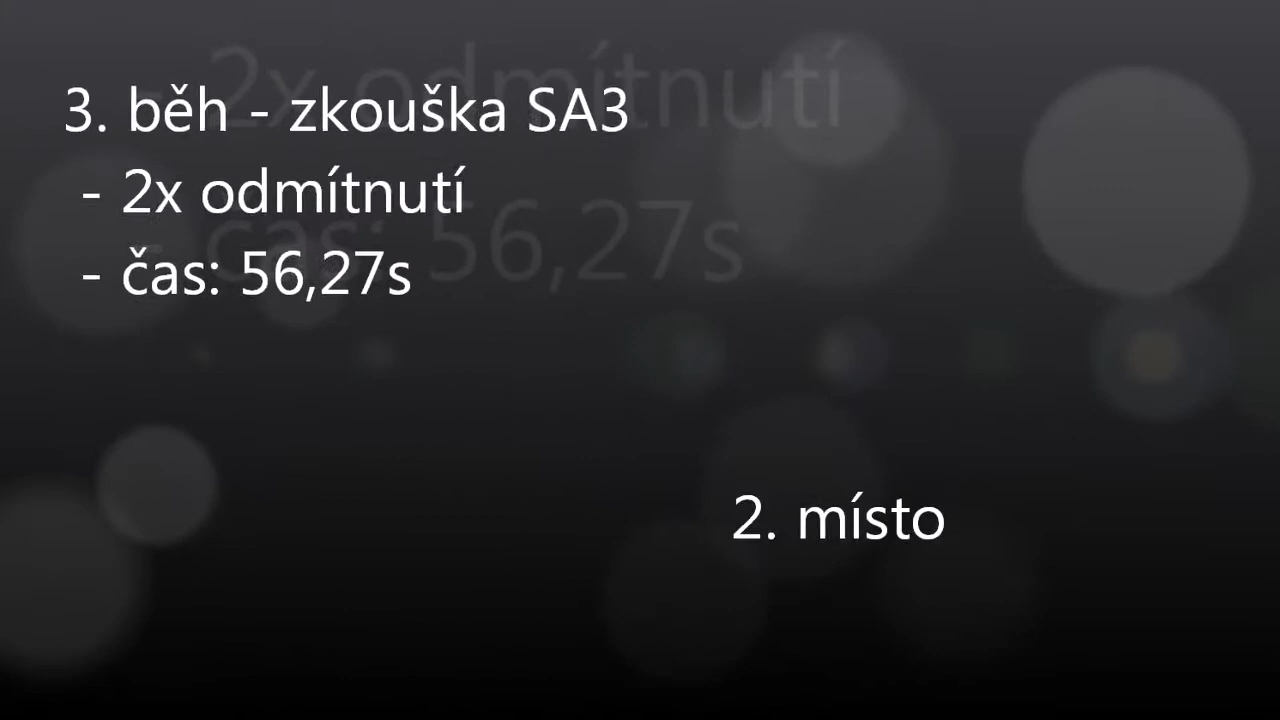 3. běh - zkouška SA3
- 2x odmítnutí
- čas: 56,27s
2. místo